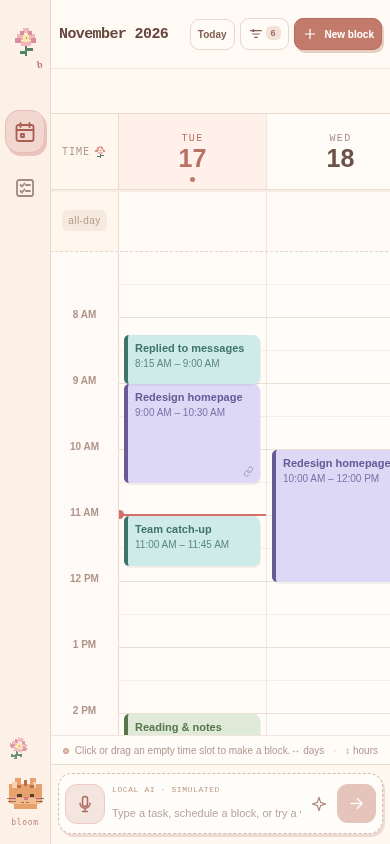 b
November 2026
Today
6
New block
TIME
TUE
17
WED
18
all-day
8 AM
Replied to messages
8:15 AM – 9:00 AM
9 AM
Redesign homepage
9:00 AM – 10:30 AM
10 AM
Redesign homepage
10:00 AM – 12:00 PM
11 AM
Team catch-up
11:00 AM – 11:45 AM
12 PM
1 PM
2 PM
Reading & notes
Click or drag an empty time slot to make a block. ↔ days · ↕ hours
LOCAL AI · SIMULATED
Type a task, schedule a block, or try a
bloom